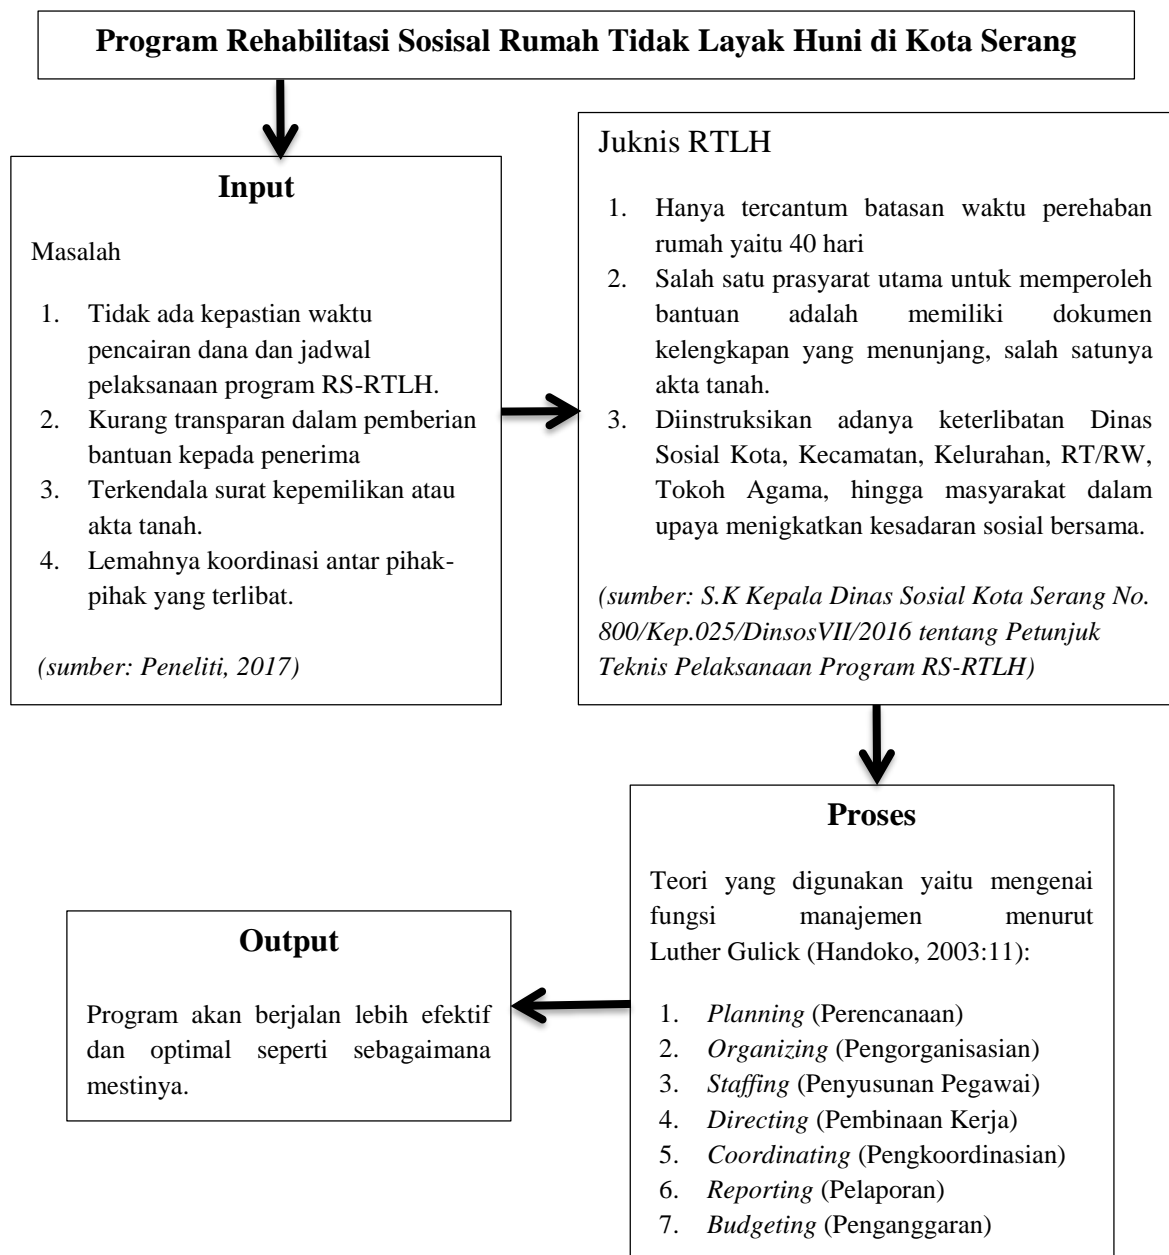 Program Rehabilitasi Sosisal Rumah Tidak Layak Huni di Kota Serang
Input
Masalah
1. Tidak ada kepastian waktu
pencairan dana dan jadwal
pelaksanaan program RS-RTLH.
2. Kurang transparan dalam pemberian
bantuan kepada penerima
3. Terkendala surat kepemilikan atau
akta tanah.
4. Lemahnya koordinasi antar pihak-
pihak yang terlibat.
(sumber: Peneliti, 2017)
Juknis RTLH
1. Hanya tercantum batasan waktu perehaban
rumah yaitu 40 hari
2. Salah satu prasyarat utama untuk memperoleh
bantuan adalah memiliki dokumen
kelengkapan yang menunjang, salah satunya
akta tanah.
3. Diinstruksikan adanya keterlibatan Dinas
Sosial Kota, Kecamatan, Kelurahan, RT/RW,
Tokoh Agama, hingga masyarakat dalam
upaya menigkatkan kesadaran sosial bersama.
(sumber: S.K Kepala Dinas Sosial Kota Serang No.
800/Kep.025/DinsosVII/2016 tentang Petunjuk
Teknis Pelaksanaan Program RS-RTLH)
Proses
Teori yang digunakan yaitu mengenai
fungsi manajemen menurut
Luther Gulick (Handoko, 2003:11):
1. Planning (Perencanaan)
2. Organizing (Pengorganisasian)
3. Staffing (Penyusunan Pegawai)
4. Directing (Pembinaan Kerja)
5. Coordinating (Pengkoordinasian)
6. Reporting (Pelaporan)
7. Budgeting (Penganggaran)
Output
Program akan berjalan lebih efektif
dan optimal seperti sebagaimana
mestinya.